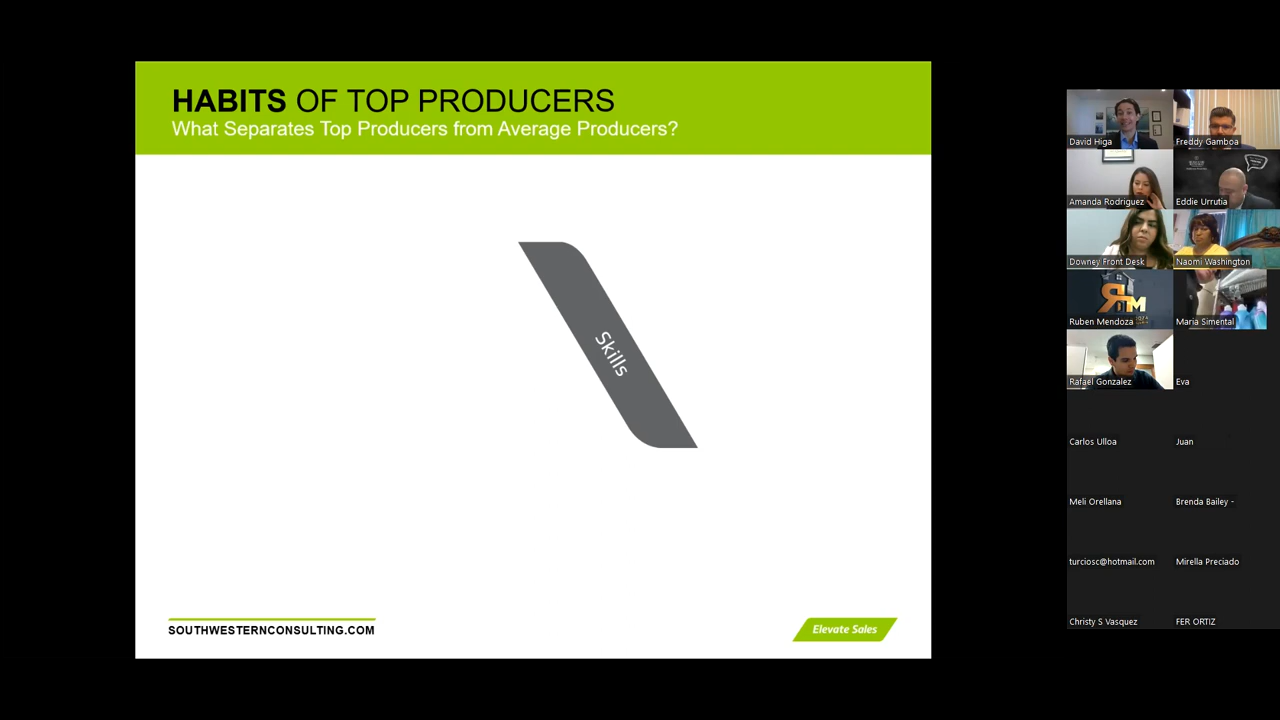 HABITS OF TOP PRODUCERS
What Separates Top Producers from Average Producers?
Skills
SOUTHWESTERNCONSULTING.COM
Elevate Sales
David Higa
Freddy Gamboa
Amanda Rodriguez
Eddie Urrutia
Downey Front Desk
Naomi Washington
Ruben Mendoza
Maria Simental
Rafael Gonzalez
Eva
Carlos Ulloa
Juan
Meli Orellana
Brenda Bailey -
turciosc@hotmail.com
Mirella Preciado
Christy S Vasquez
FER ORTIZ